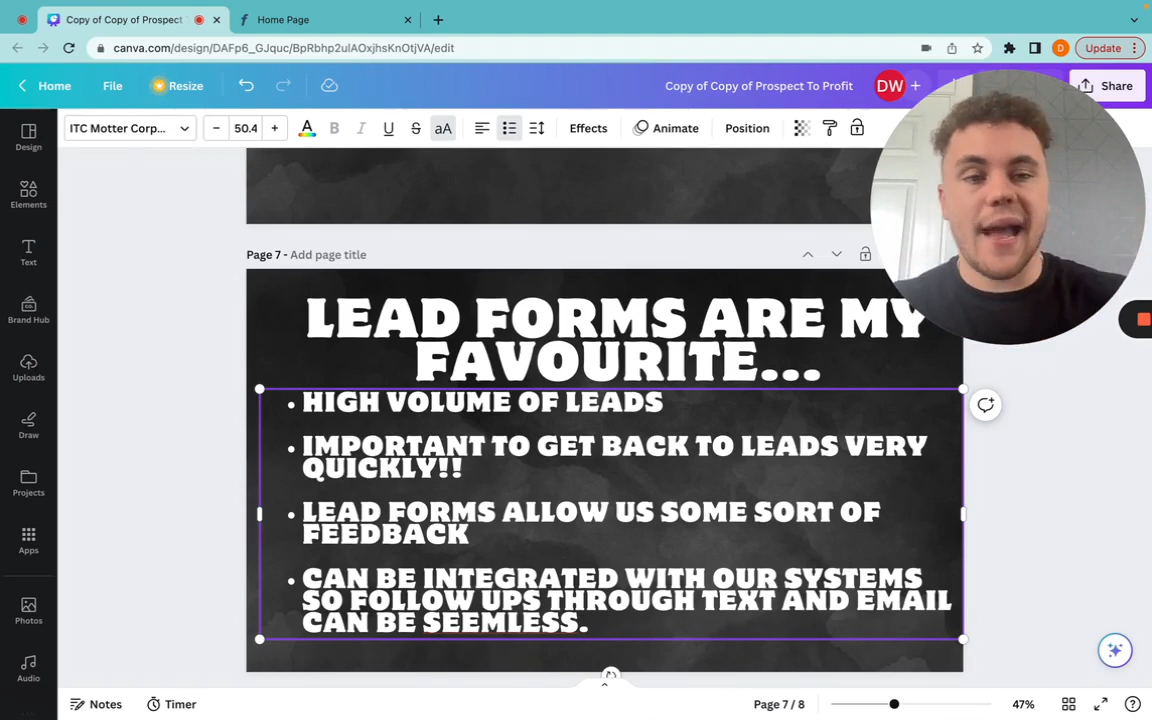 Copy of Copy of Prospect
Home Page
canva.com/design/DAFp6_GJquc/BpRbhp2ulAOxjhsKnOtjVA/edit
D
Update
Home
File
Resize
Copy of Copy of Prospect To Profit
DW
Share
ITC Motter Corp...
50.4
A
B
I
U
S
aA
Effects
Animate
Position
Design
Elements
Text
Brand Hub
Uploads
Draw
Projects
Apps
Photos
Audio
Page 7 - Add page title
LEAD FORMS ARE MY
FAVOURITE...
• HIGH VOLUME OF LEADS
• IMPORTANT TO GET BACK TO LEADS VERY
QUICKLY!!
• LEAD FORMS ALLOW US SOME SORT OF
FEEDBACK
• CAN BE INTEGRATED WITH OUR SYSTEMS
SO FOLLOW UPS THROUGH TEXT AND EMAIL
CAN BE SEEMLESS.
Notes
Timer
Page 7 / 8
47%